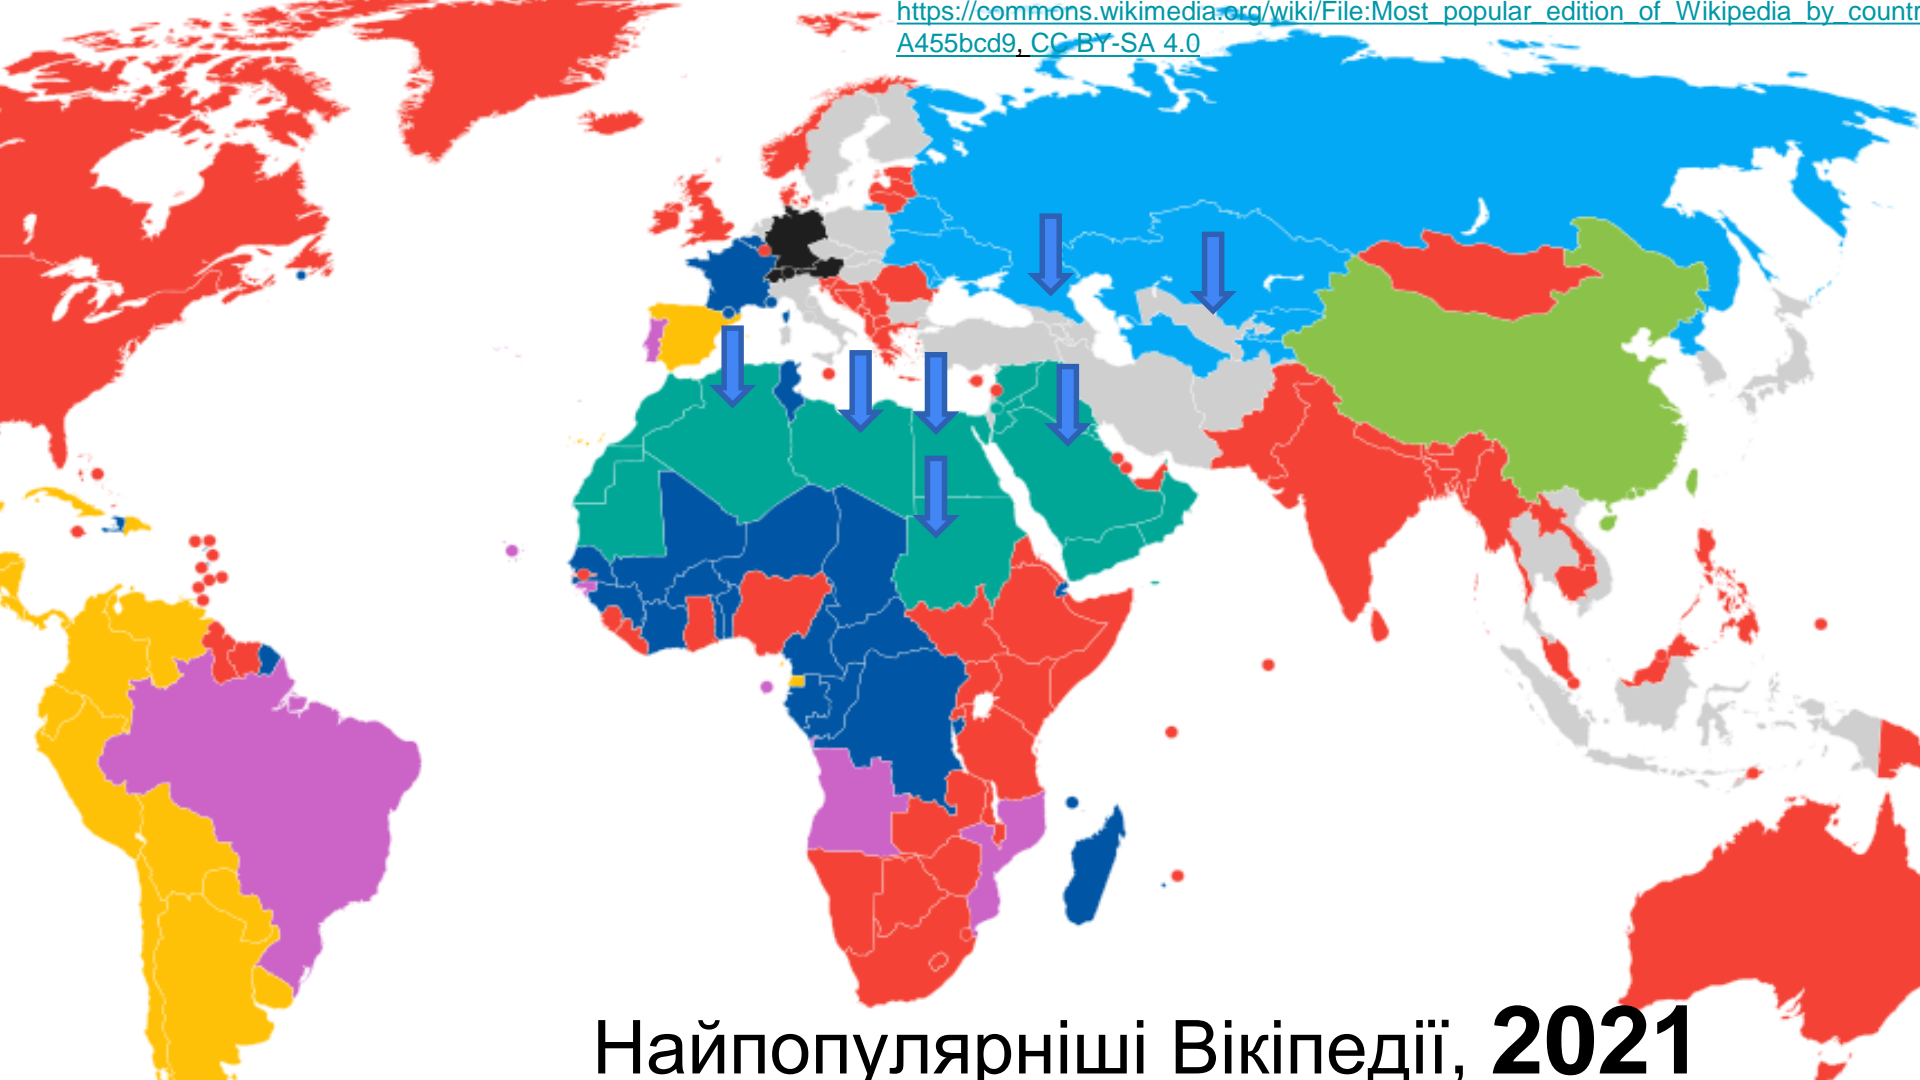 https://commons.wikimedia.org/wiki/File:Most_popular_edition_of_Wikipedia_by_countr
A455bcd9, CC BY-SA 4.0
Найпопулярніші Вікіпедії, 2021